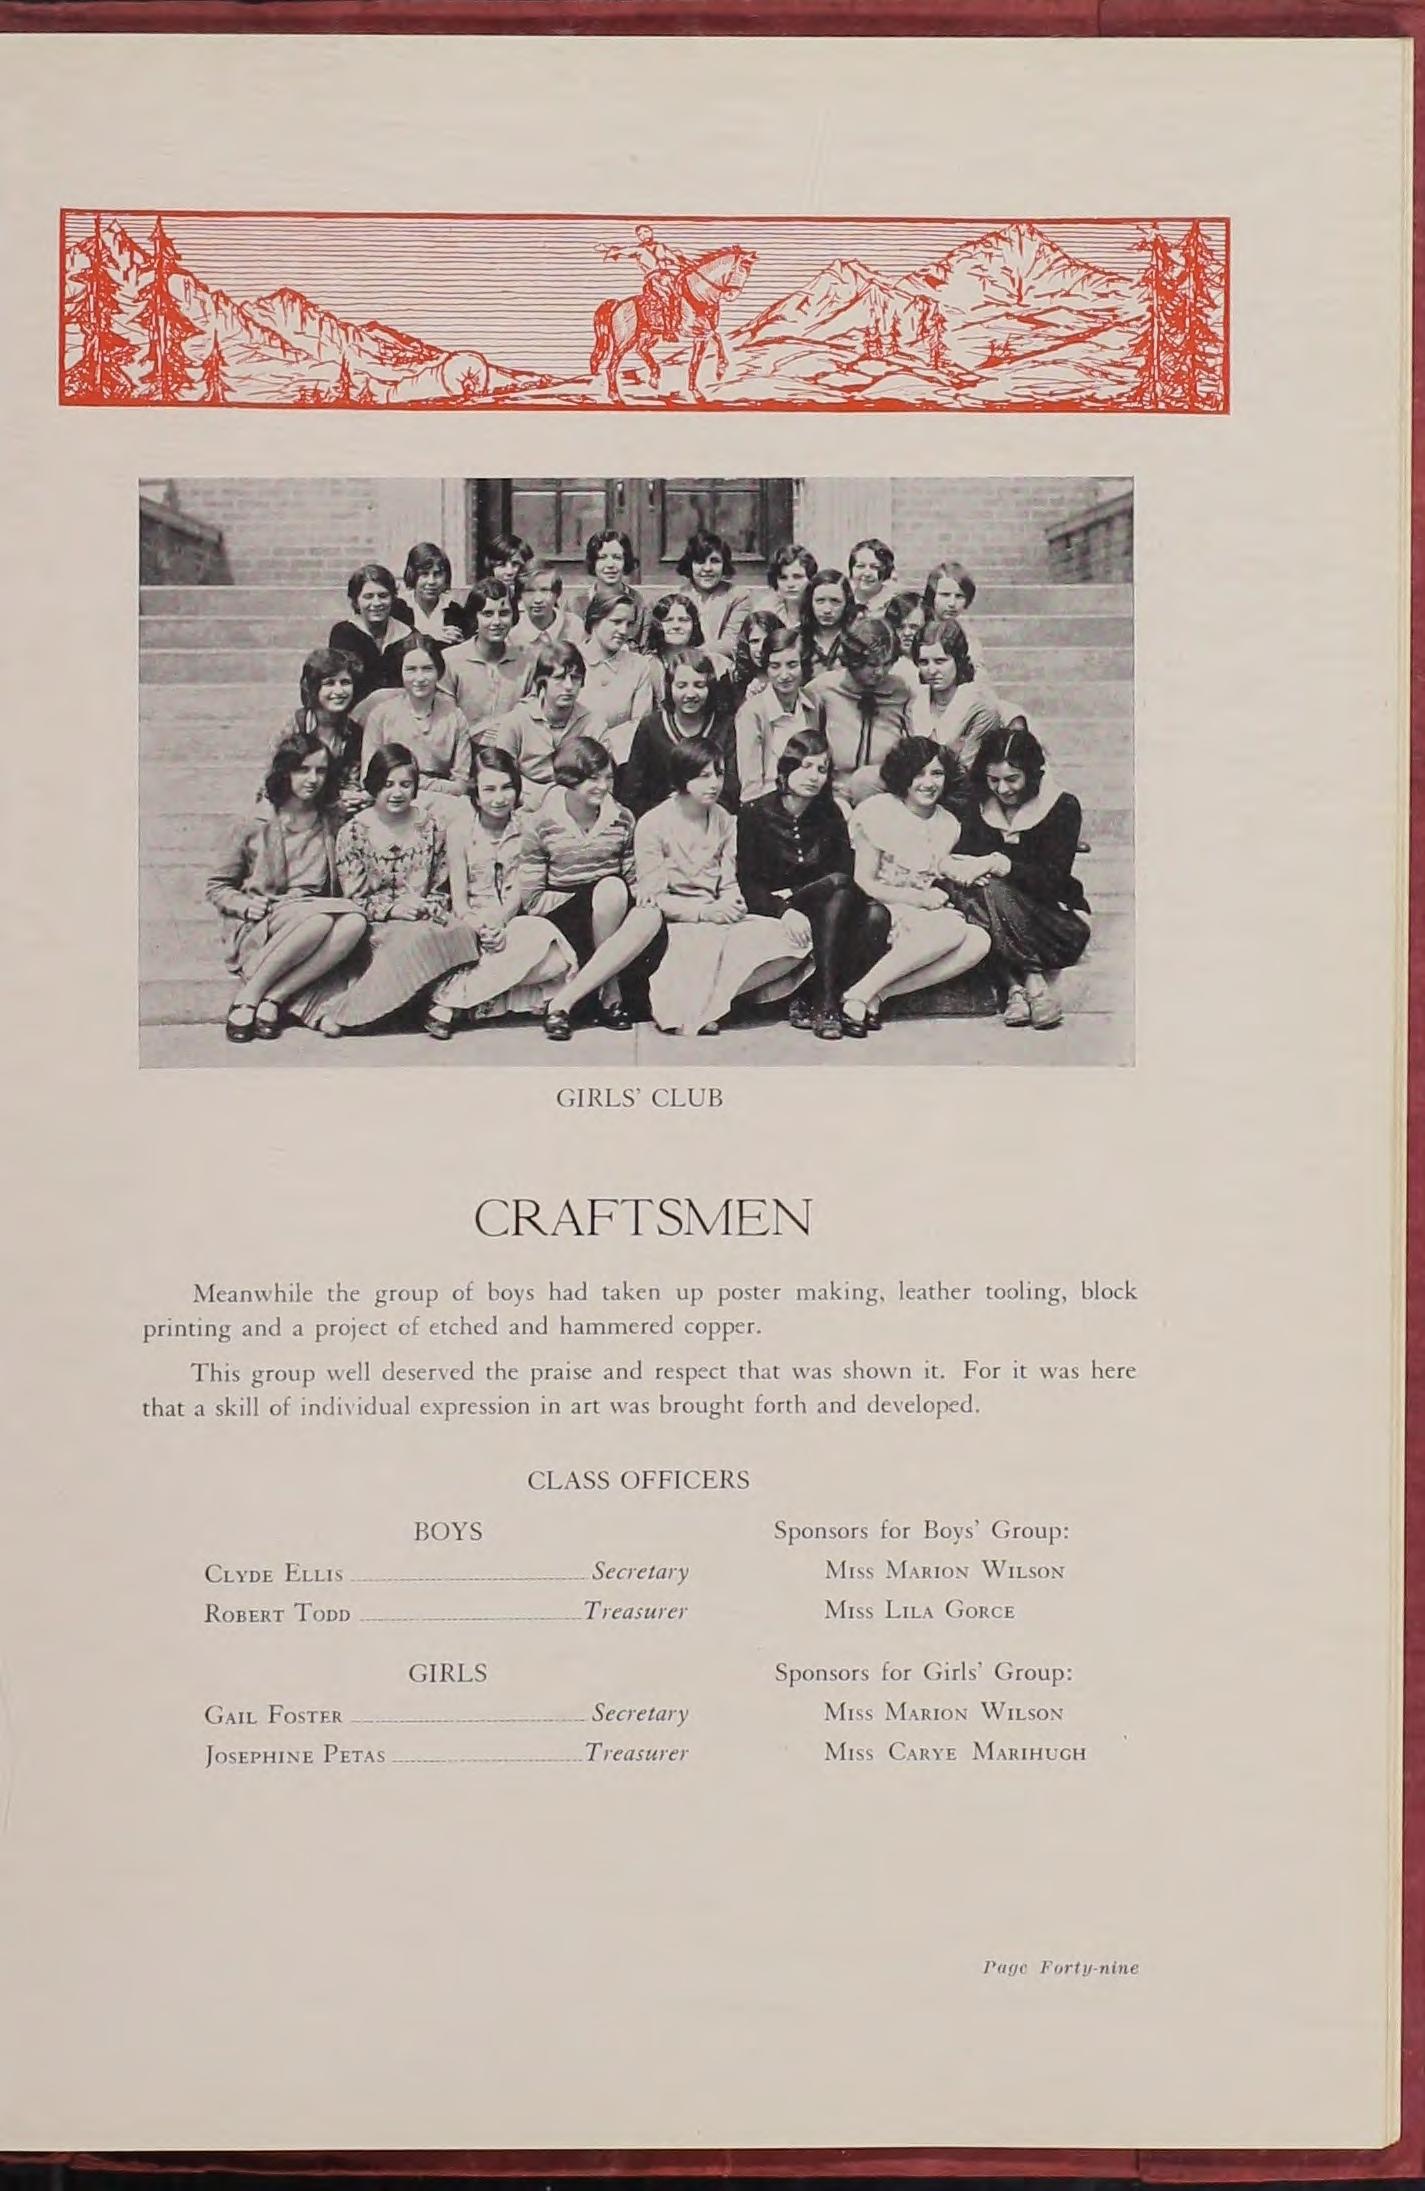 GIRLS' CLUB
CRAFTSMEN
Meanwhile the group of boys had taken up poster making, leather tooling, block
printing and a project of etched and hammered copper.
This group well deserved the praise and respect that was shown it. For it was here
that a skill of individual expression in art was brought forth and developed.
CLASS OFFICERS
BOYS
CLYDE ELLIS Secretary
ROBERT TODD Treasurer
Sponsors for Boys' Group:
MISS MARION WILSON
MISS LILA GORCE
GIRLS
GAIL FOSTER Secretary
JOSEPHINE PETAS Treasurer
Sponsors for Girls' Group:
MISS MARION WILSON
MISS CARYE MARIHUGH
Page Forty-nine